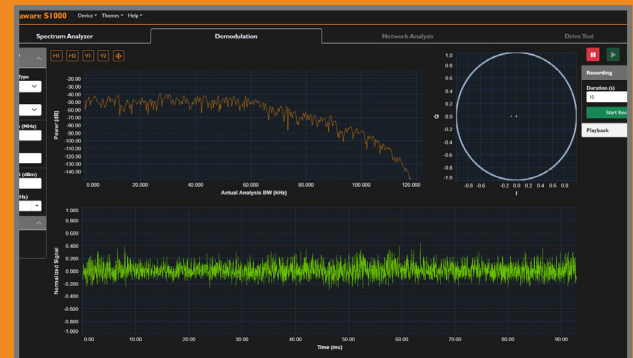 aware S1000 Device Themes Help
Spectrum Analyzer Demodulation Network Analysis Drive Test
H1 H2 V1 V2
Type
(MHz)
(dBm)
Hz)
-20.00
-30.00
-40.00
-50.00
-60.00
-70.00
-80.00
-90.00
-100.00
-110.00
-120.00
-130.00
-140.00
Power (dB)
0.000 20.000 40.000 60.000 80.000 100.000 120.000
Actual Analysis BW (kHz)
1.0
0.8
0.6
0.4
0.2
0.0
-0.2
-0.4
-0.6
-0.8
-1.0
Q
-0.8 -0.6 -0.4 -0.2 0.0 0.2 0.4 0.6 0.8
I
Recording
Duration (s)
10
Start Rec
Playback
1.000
0.800
0.600
0.400
0.200
0.000
-0.200
-0.400
-0.600
-0.800
-1.000
Normalized Signal
0.00 10.00 20.00 30.00 40.00 50.00 60.00 70.00 80.00 90.00
Time (ms)